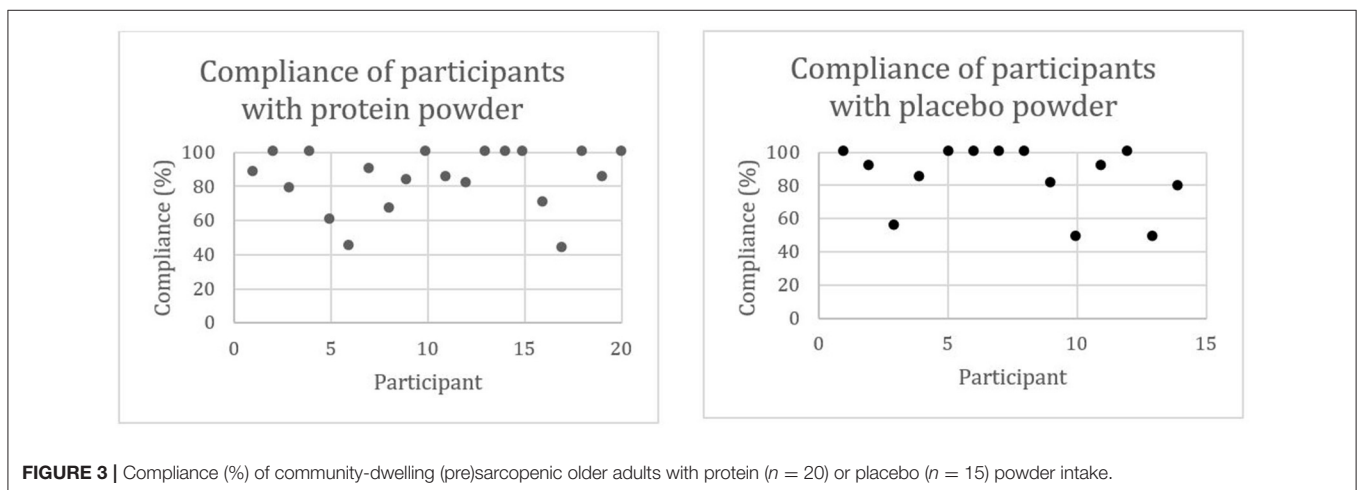 Compliance of participants
with protein powder
Compliance (%)
100
80
60
40
20
0
0 5 10 15 20
Participant
Compliance of participants
with placebo powder
Compliance (%)
100
80
60
40
20
0
0 5 10 15
Participant
FIGURE 3 | Compliance (%) of community-dwelling (pre)sarcopenic older adults with protein (n = 20) or placebo (n = 15) powder intake.